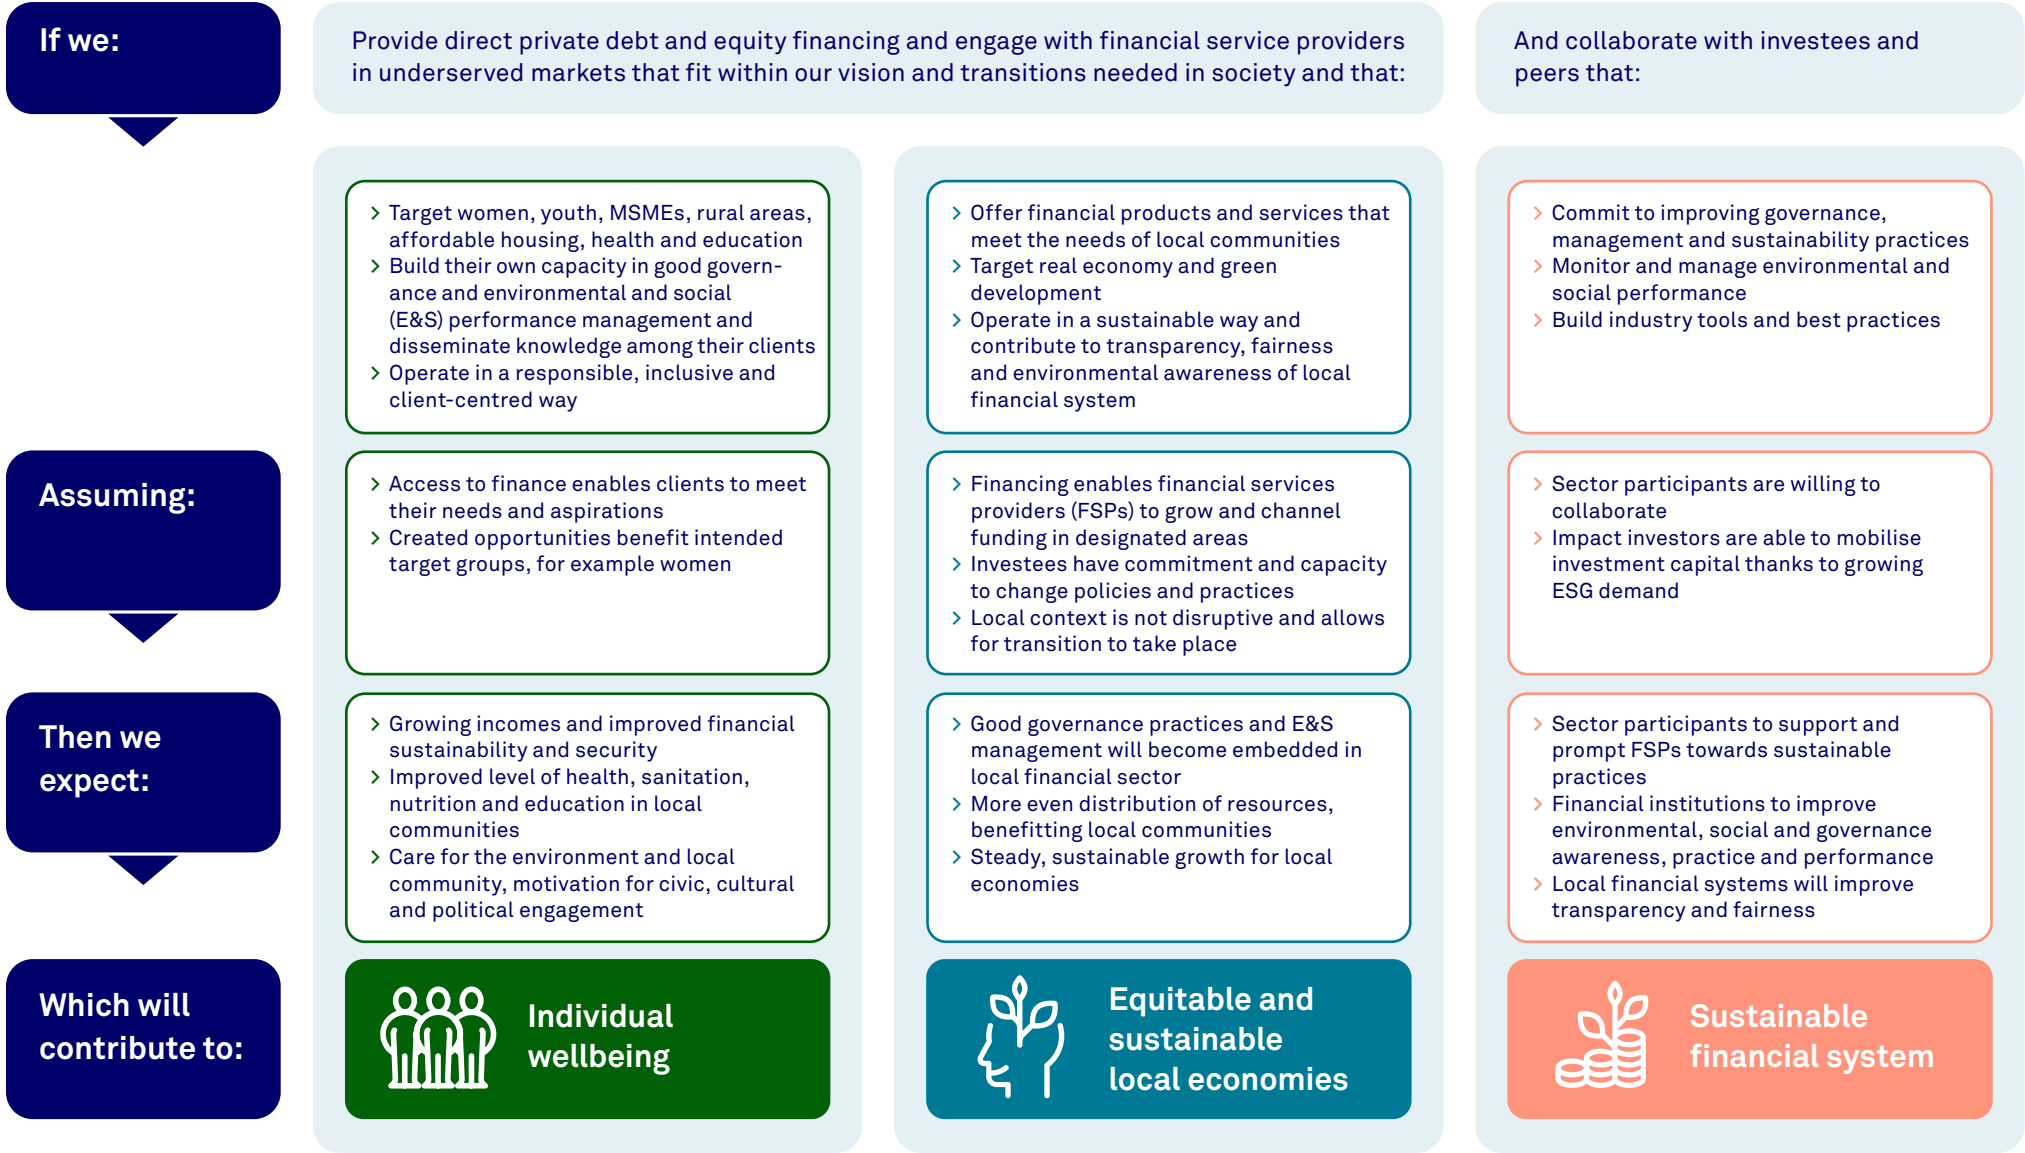 If we:
Provide direct private debt and equity financing and engage with financial service providers
in underserved markets that fit within our vision and transitions needed in society and that:
And collaborate with investees and
peers that:
Target women, youth, MSMEs, rural areas,
affordable housing, health and education
Build their own capacity in good govern-
ance and environmental and social
(E&S) performance management and
disseminate knowledge among their clients
Operate in a responsible, inclusive and
client-centred way
Offer financial products and services that
meet the needs of local communities
Target real economy and green
development
Operate in a sustainable way and
contribute to transparency, fairness
and environmental awareness of local
financial system
Commit to improving governance,
management and sustainability practices
Monitor and manage environmental and
social performance
Build industry tools and best practices
Assuming:
Access to finance enables clients to meet
their needs and aspirations
Created opportunities benefit intended
target groups, for example women
Financing enables financial services
providers (FSPs) to grow and channel
funding in designated areas
Investees have commitment and capacity
to change policies and practices
Local context is not disruptive and allows
for transition to take place
Sector participants are willing to
collaborate
Impact investors are able to mobilise
investment capital thanks to growing
ESG demand
Then we
expect:
Growing incomes and improved financial
sustainability and security
Improved level of health, sanitation,
nutrition and education in local
communities
Care for the environment and local
community, motivation for civic, cultural
and political engagement
Good governance practices and E&S
management will become embedded in
local financial sector
More even distribution of resources,
benefitting local communities
Steady, sustainable growth for local
economies
Sector participants to support and
prompt FSPs towards sustainable
practices
Financial institutions to improve
environmental, social and governance
awareness, practice and performance
Local financial systems will improve
transparency and fairness
Which will
contribute to:
Individual
wellbeing
Equitable and
sustainable
local economies
Sustainable
financial system